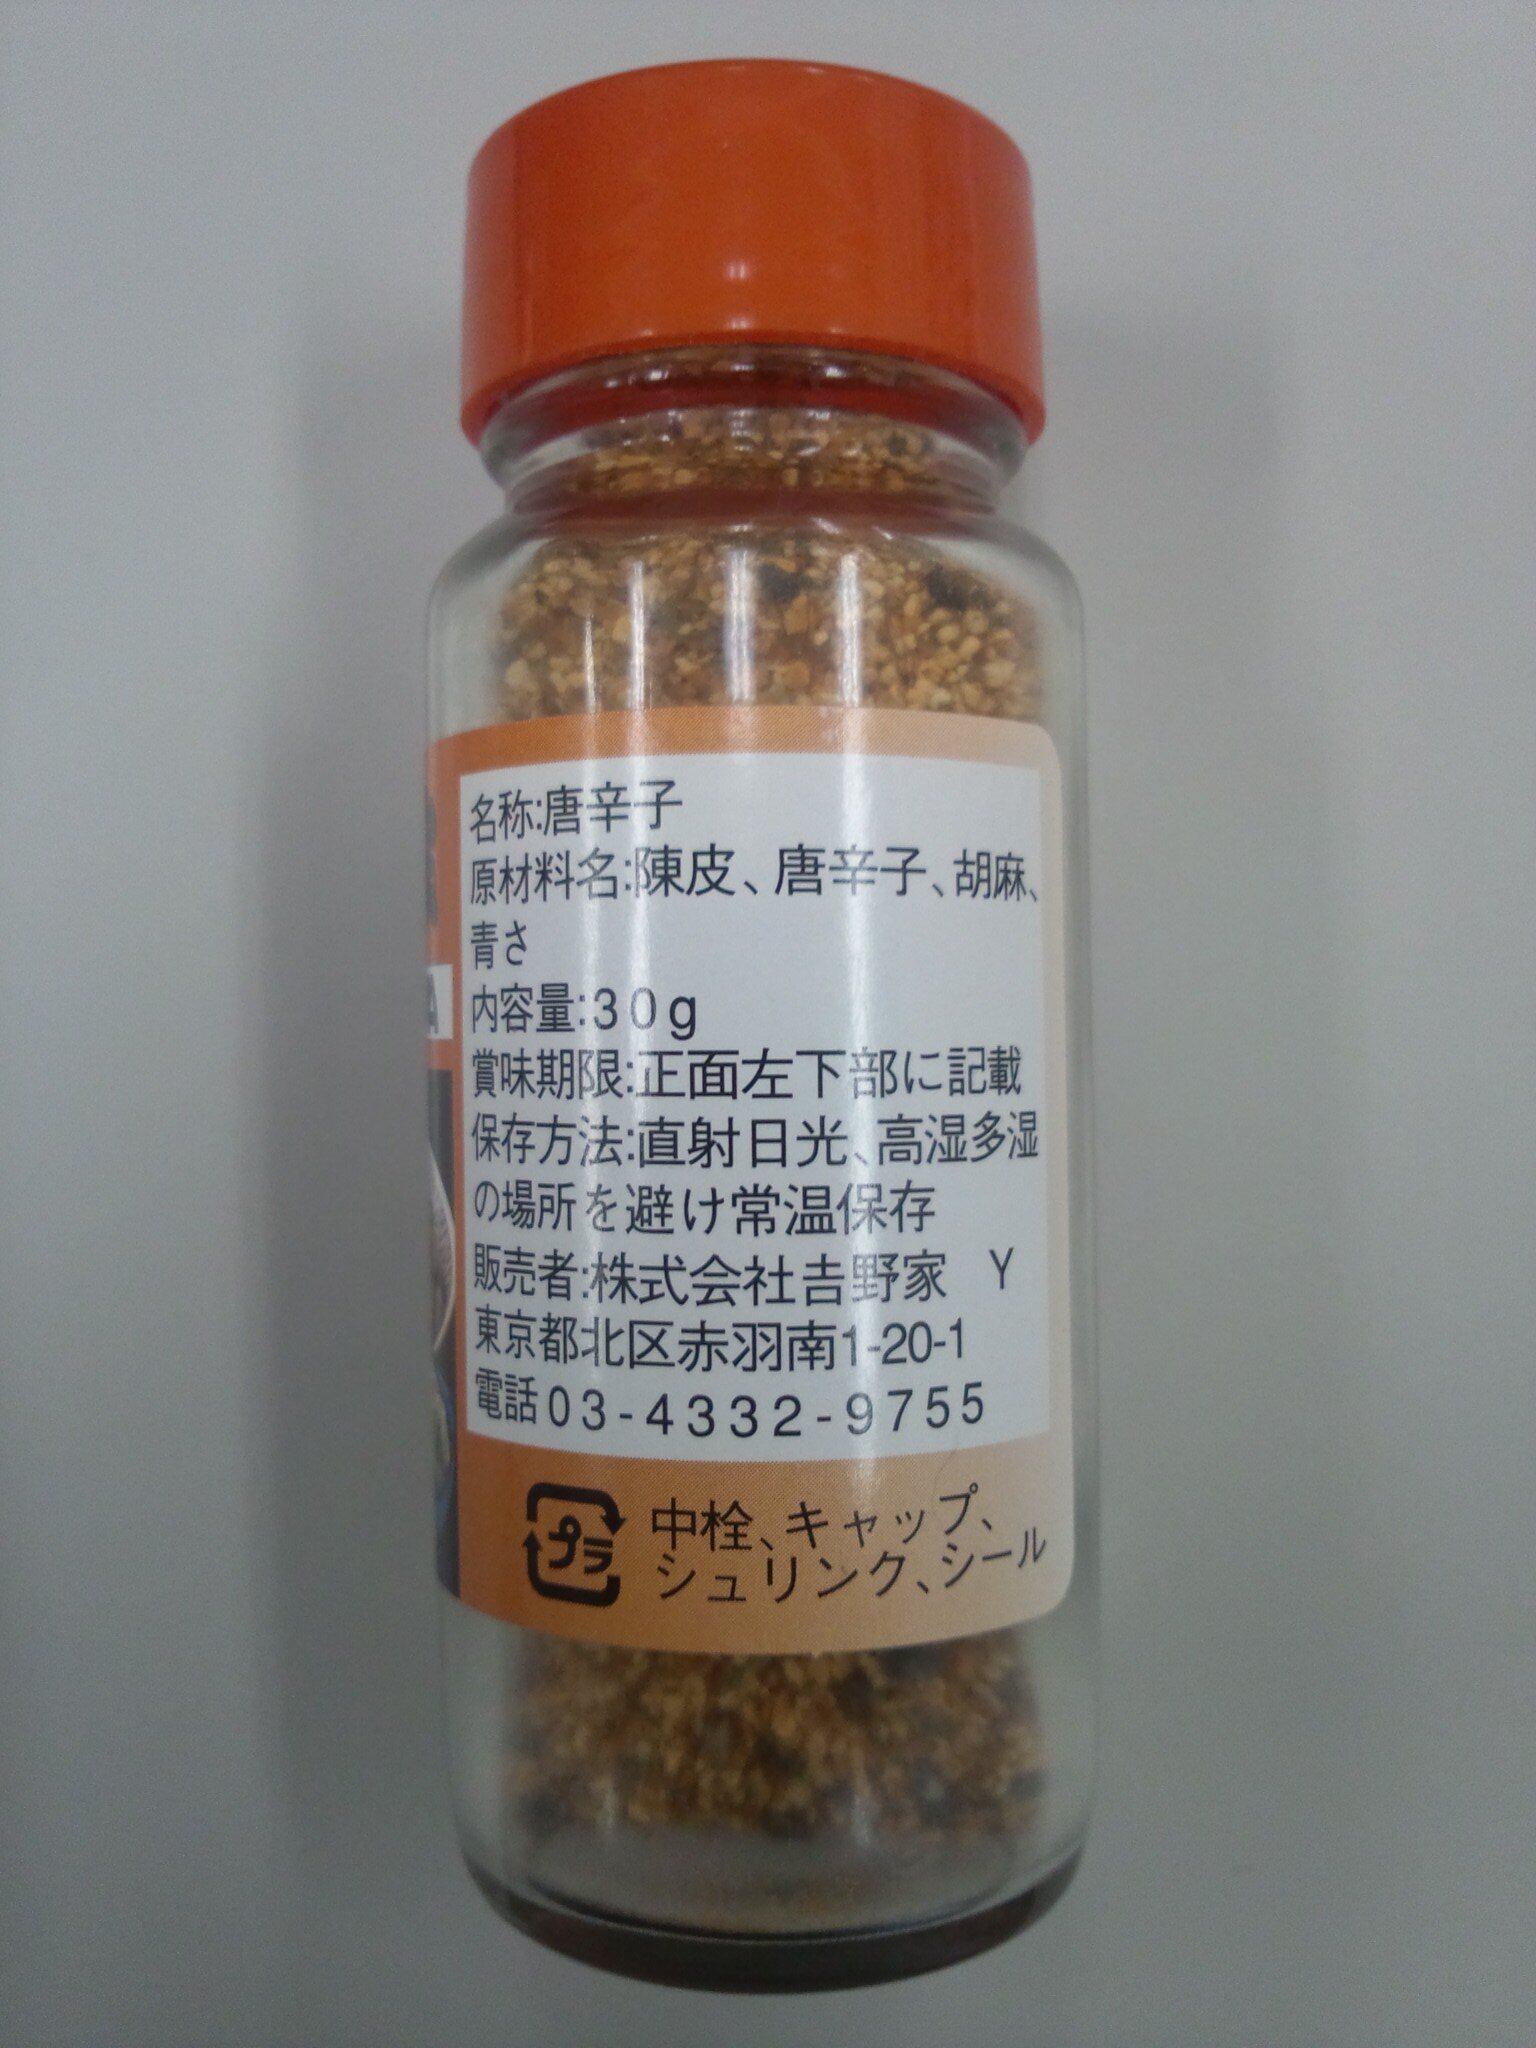 名称:唐辛子
原材料名:陳皮、唐辛子、胡麻、
青さ
内容量:30g
賞味期限:正面左下部に記載
保存方法:直射日光、高湿多湿
の場所を避け常温保存
販売者:株式会社𠮷野家 Y
東京都北区赤羽南1-20-1
電話03-4332-9755
プラ
中栓、キャップ、
シュリンク、シール